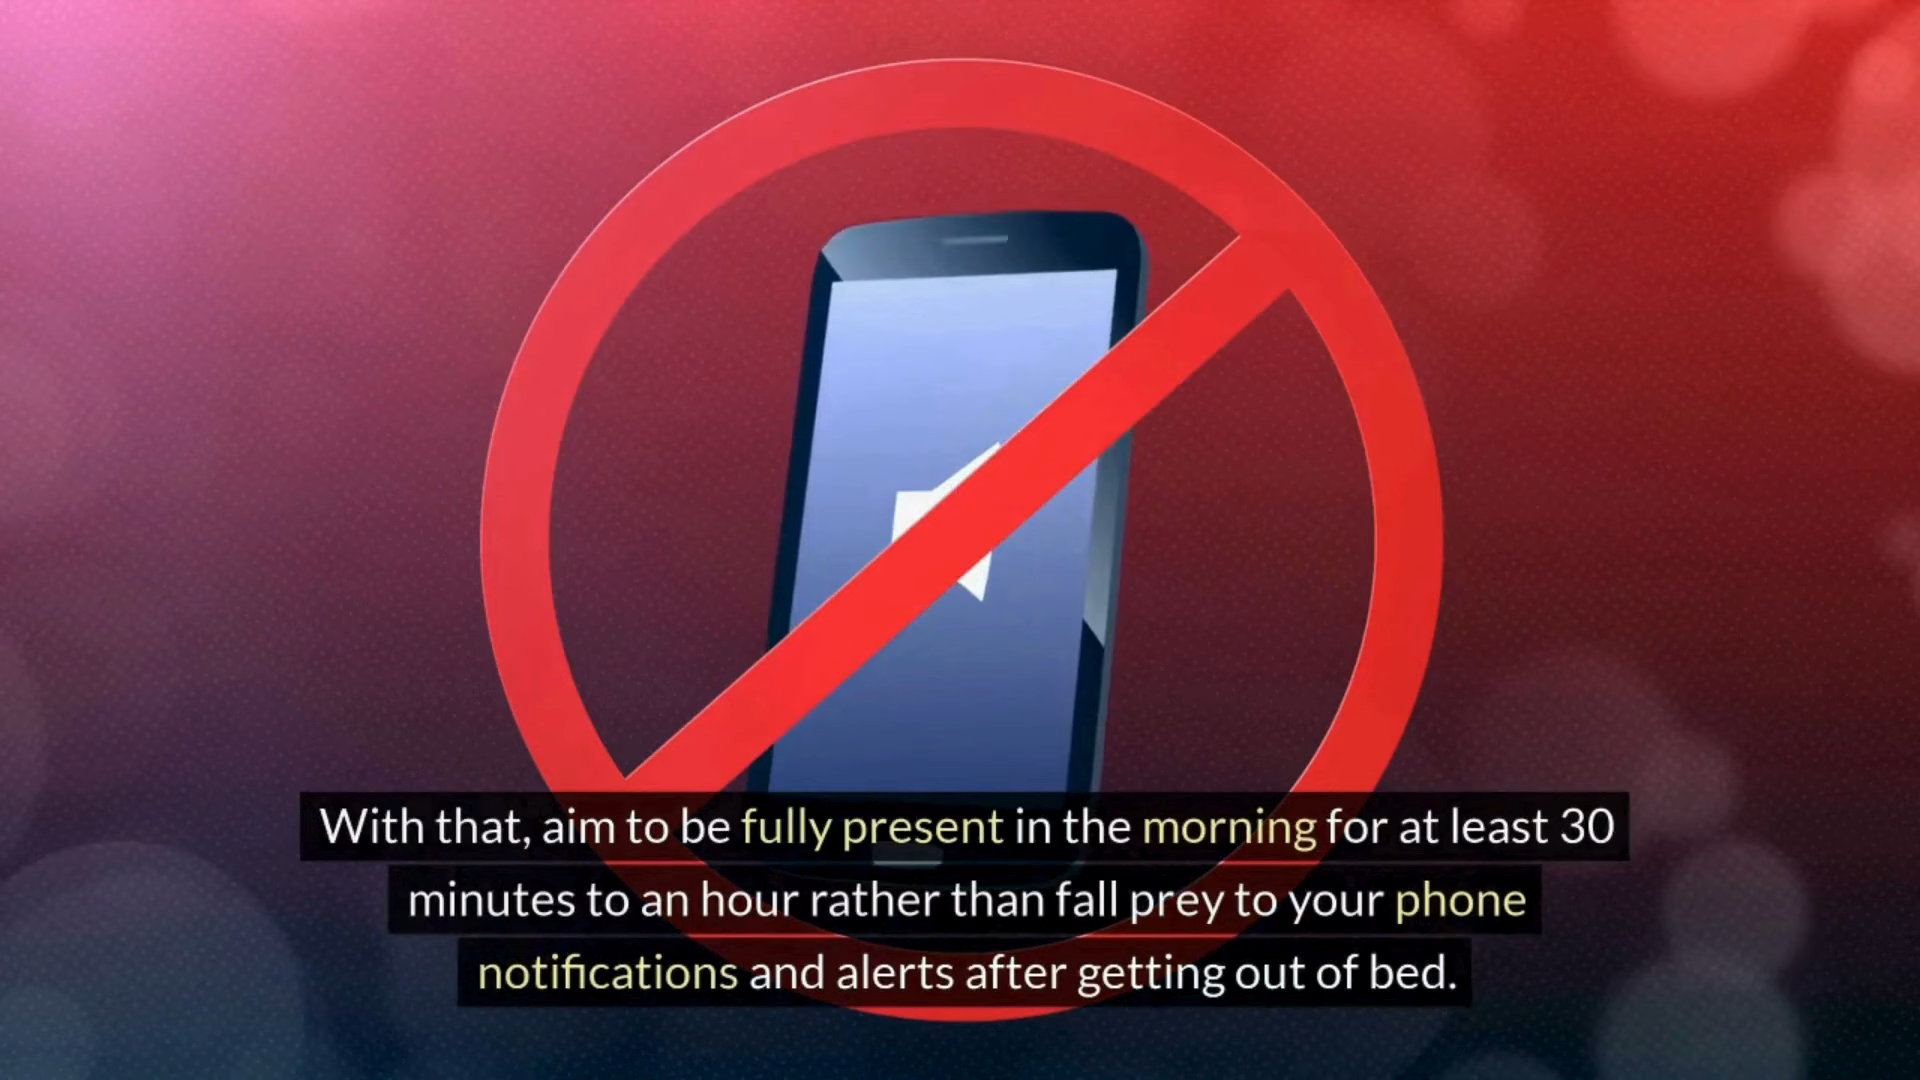 With that, aim to be fully present in the morning for at least 30
minutes to an hour rather than fall prey to your phone
notifications and alerts after getting out of bed.